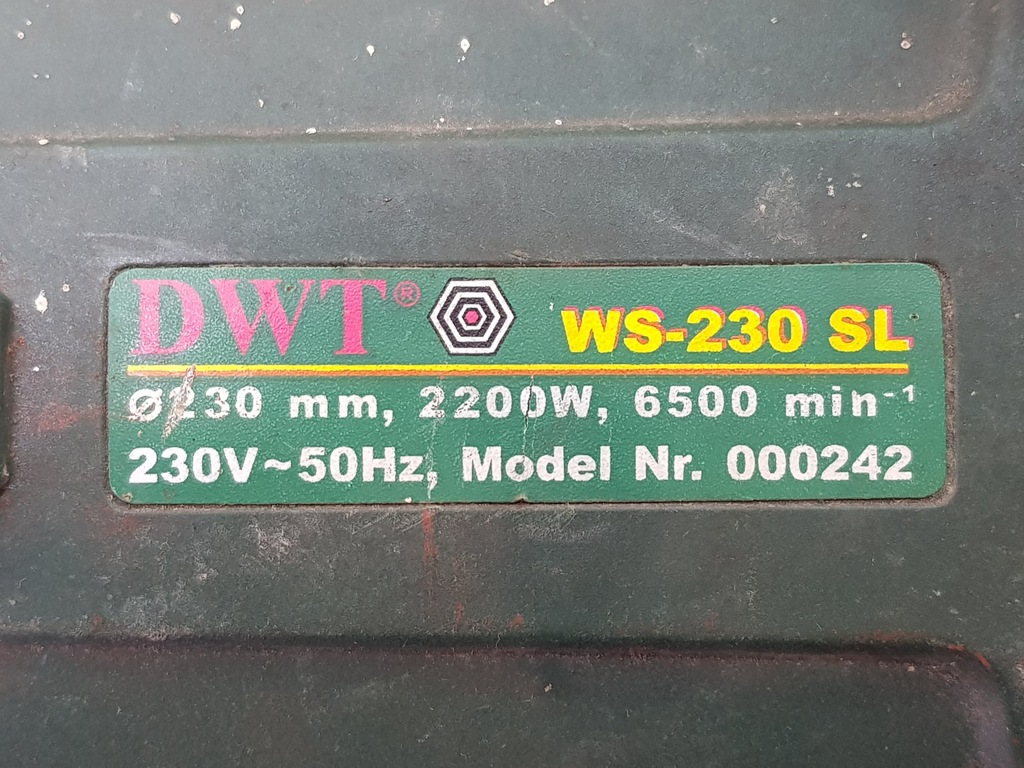 DWT® WS-230 SL
Ø230 mm, 2200W, 6500 min⁻¹
230V~50Hz, Model Nr. 000242